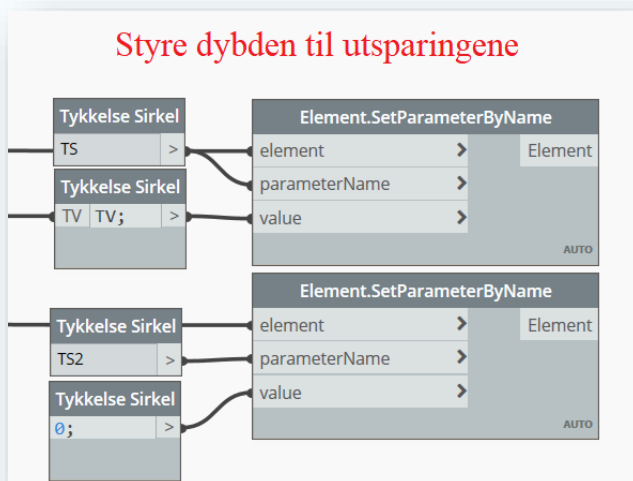 Styre dybden til utsparingene
Tykkelse Sirkel
TS >
Tykkelse Sirkel
TV TV; >
Element.SetParameterByName
element > Element
parameterName >
value >
AUTO
Tykkelse Sirkel
TS2 >
Tykkelse Sirkel
0; >
Element.SetParameterByName
element > Element
parameterName >
value >
AUTO